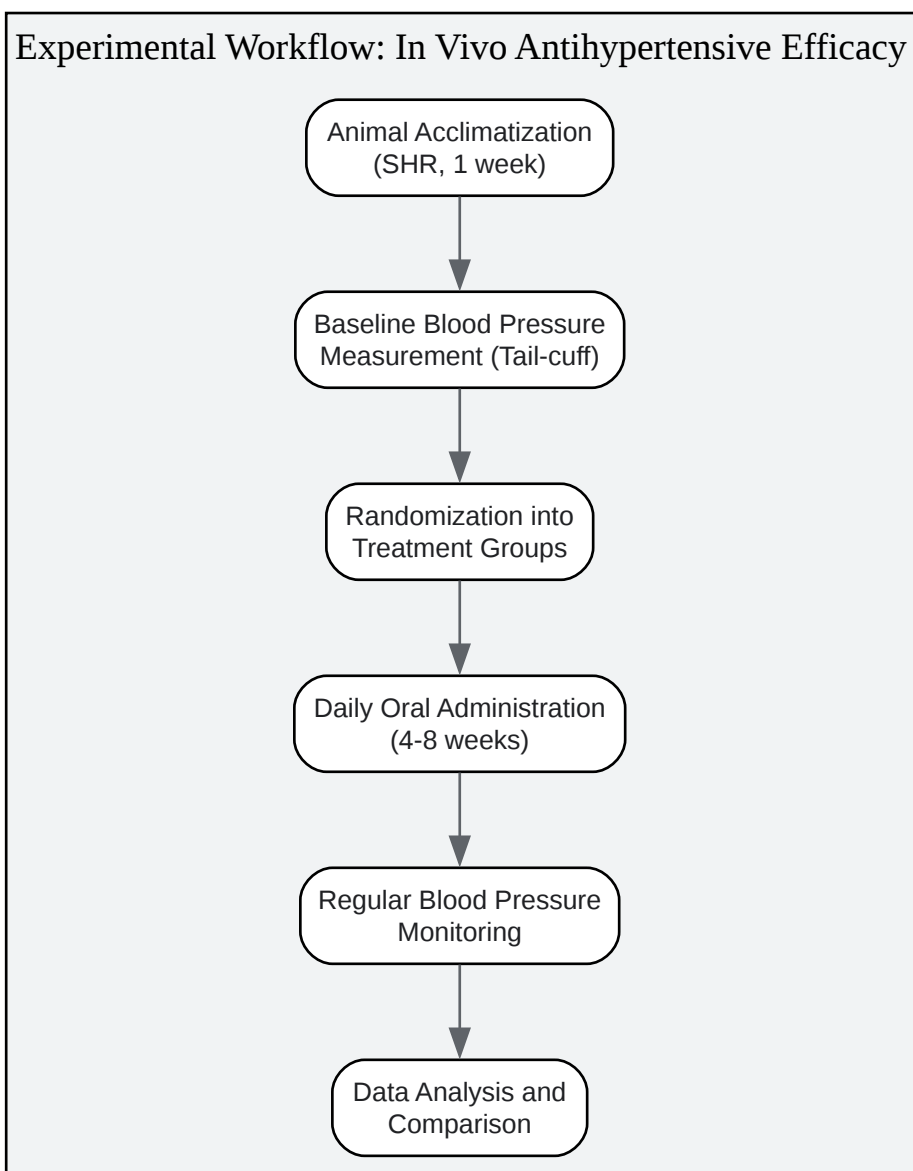 Experimental Workflow: In Vivo Antihypertensive Efficacy
Animal Acclimatization
(SHR, 1 week)
Baseline Blood Pressure
Measurement (Tail-cuff)
Randomization into
Treatment Groups
Daily Oral Administration
(4-8 weeks)
Regular Blood Pressure
Monitoring
Data Analysis and
Comparison